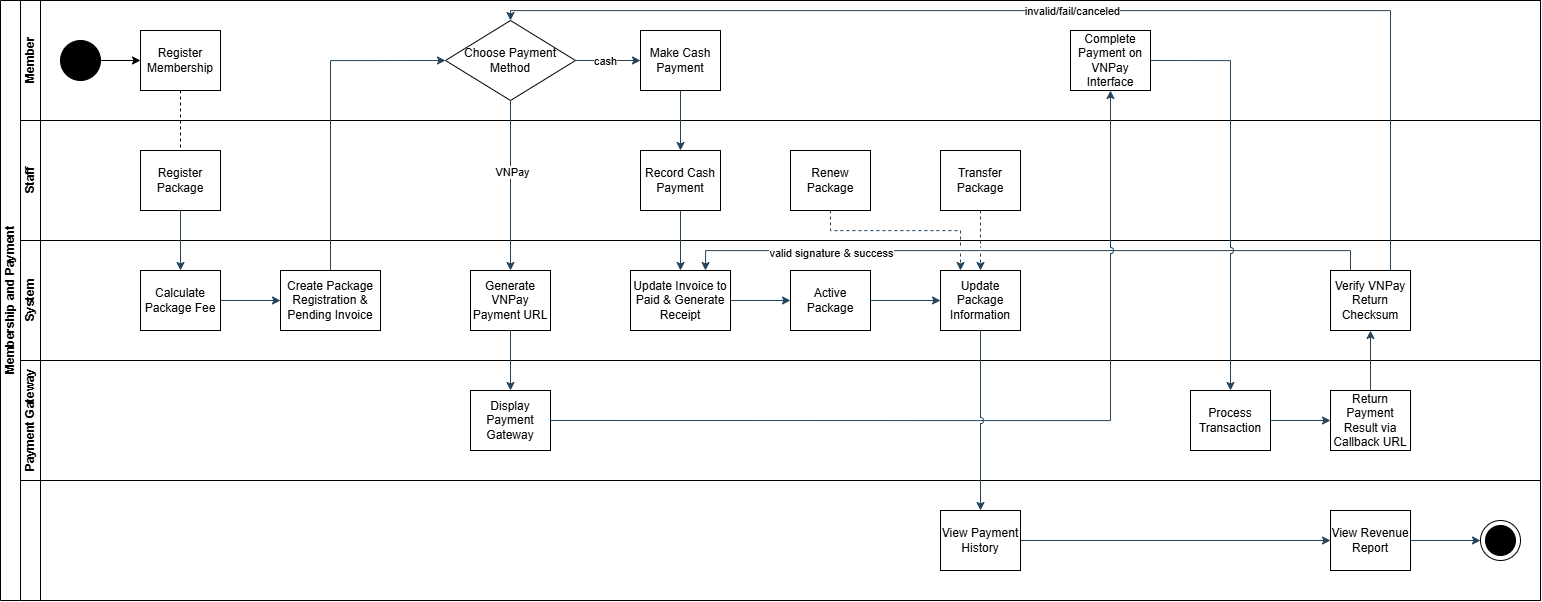 Membership and Payment
Member
Register
Membership
Choose Payment
Method
cash
Make Cash
Payment
invalid/fail/canceled
Complete
Payment on
VNPay
Interface
Staff
Register
Package
VNPay
Record Cash
Payment
Renew
Package
Transfer
Package
System
Calculate
Package Fee
Create Package
Registration &
Pending Invoice
Generate
VNPay
Payment URL
valid signature & success
Update Invoice to
Paid & Generate
Receipt
Active
Package
Update
Package
Information
Verify VNPay
Return
Checksum
Payment Gateway
Display
Payment
Gateway
Process
Transaction
Return
Payment
Result via
Callback URL
View Payment
History
View Revenue
Report